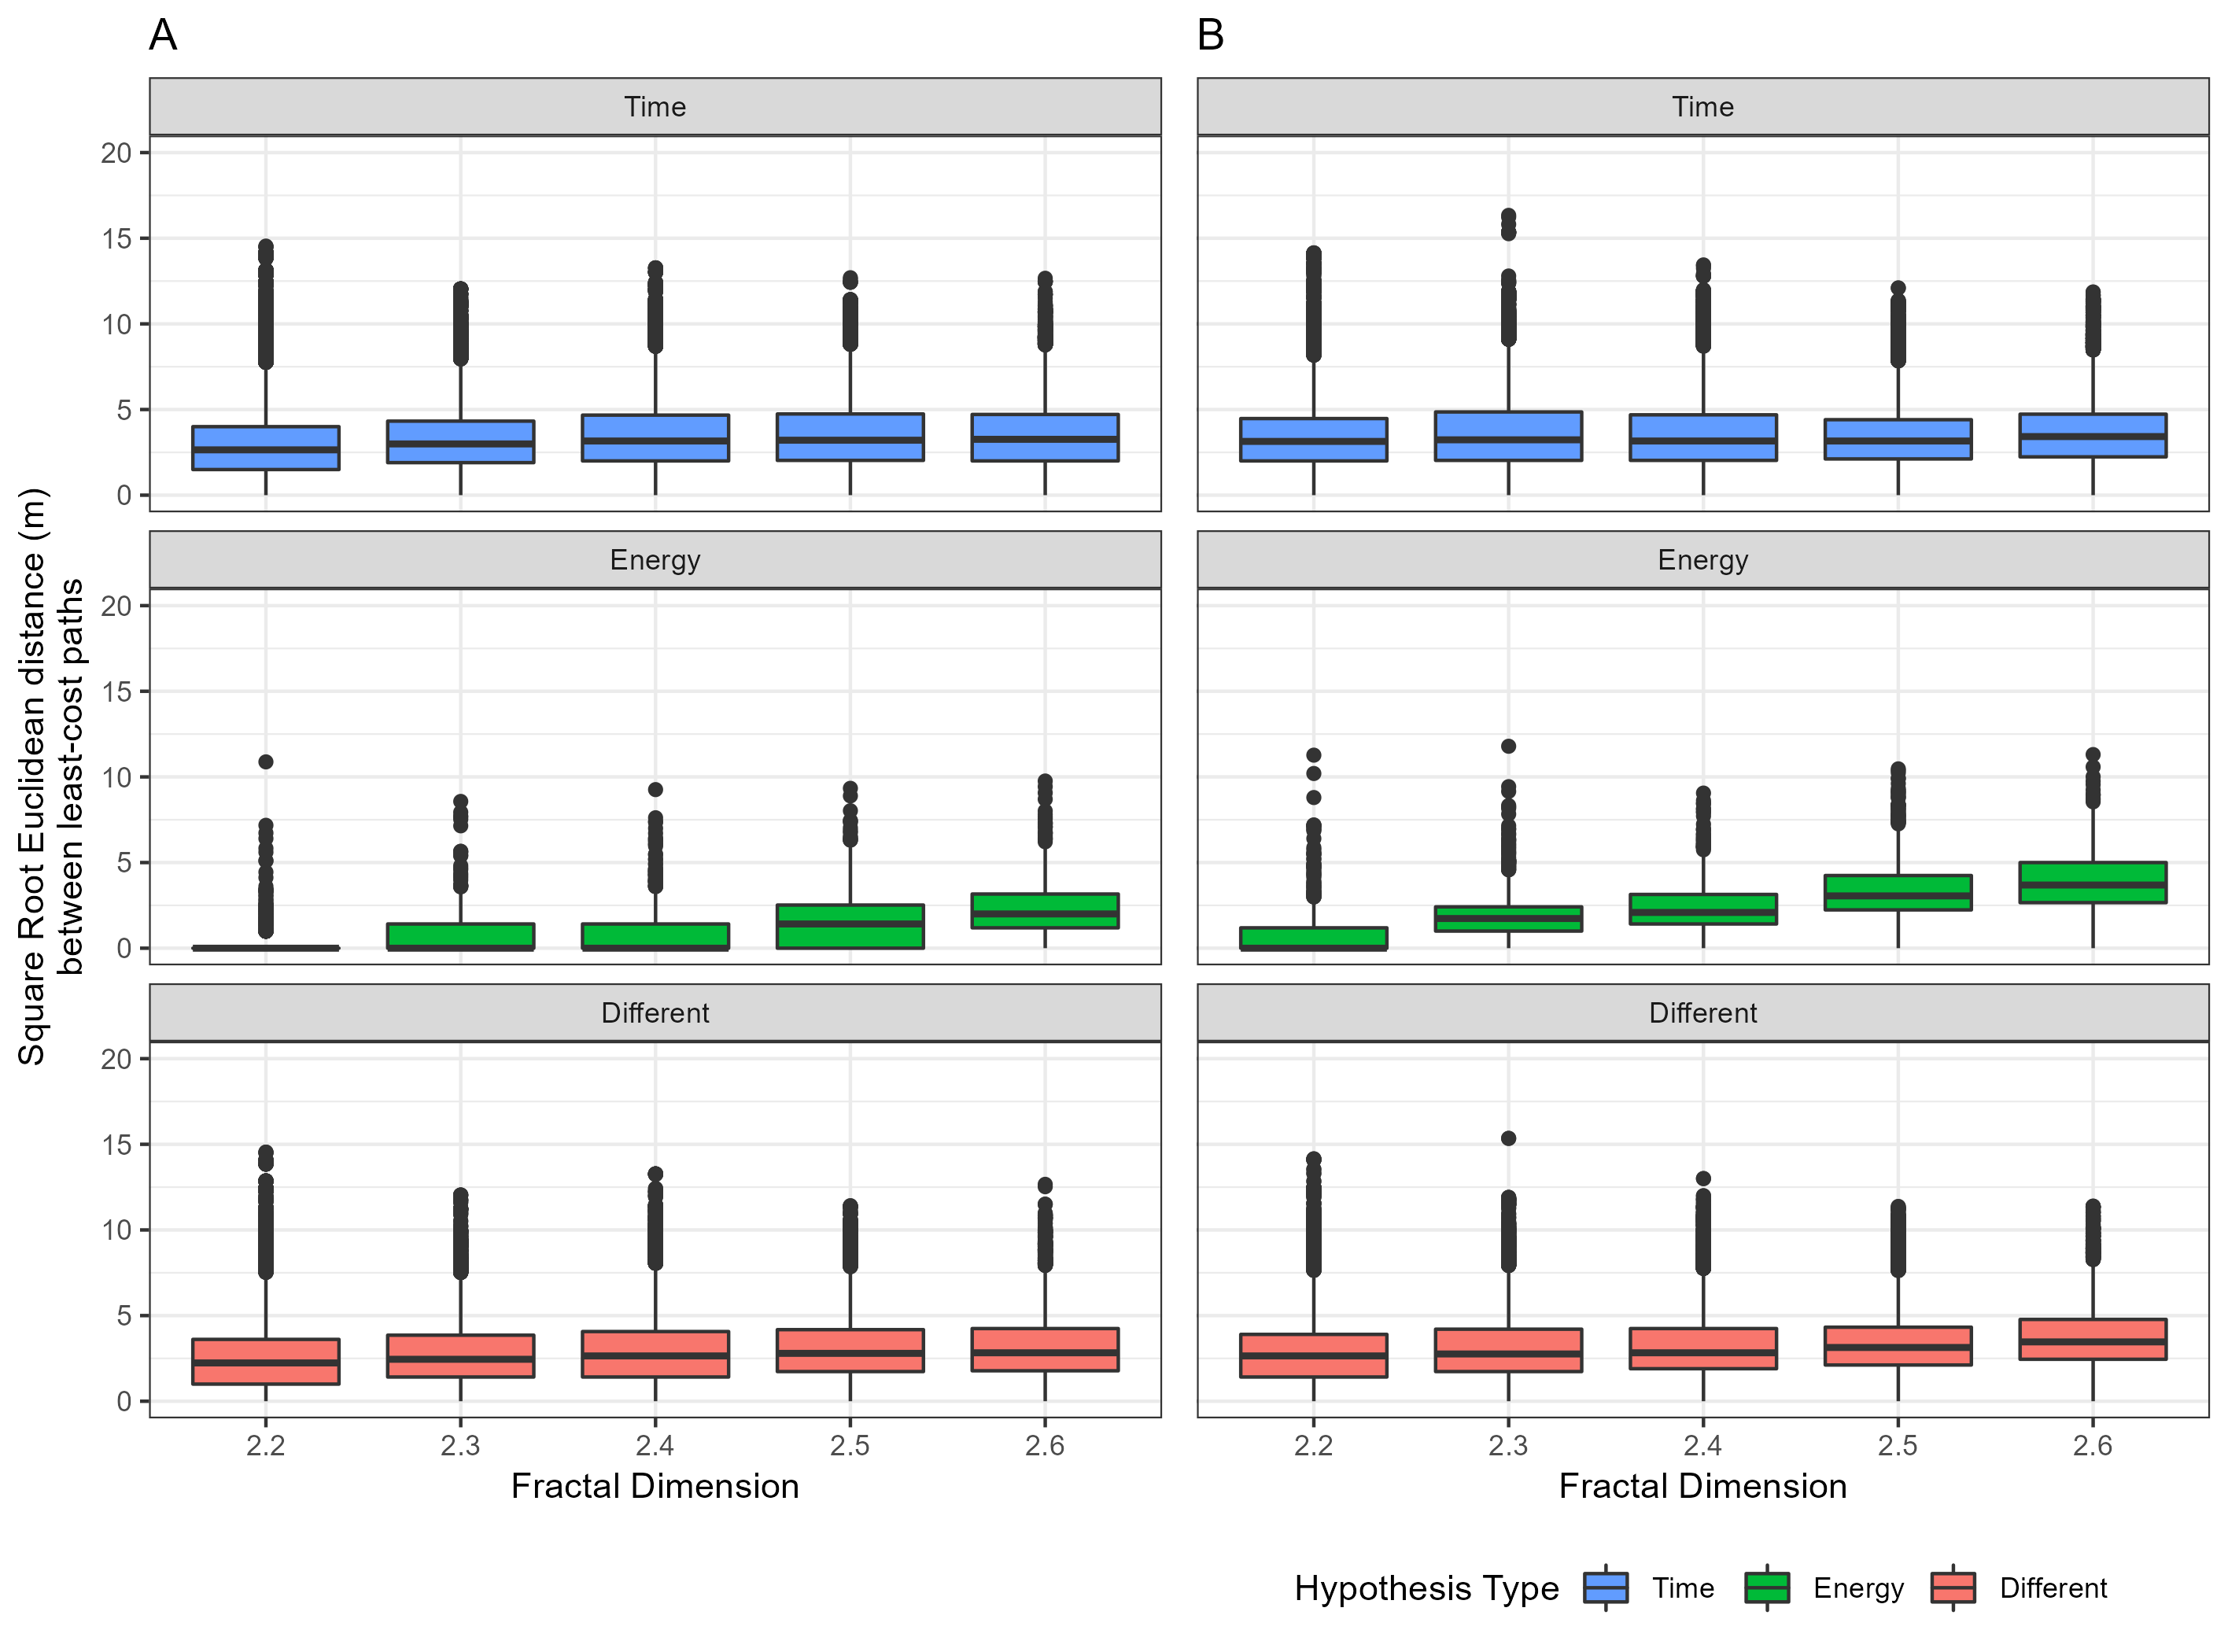 A
B
Time
Time
20
15
10
5
0
Energy
Energy
20
15
10
5
0
Square Root Euclidean distance (m)
between least-cost paths
Different
Different
20
15
10
5
0
2.2 2.3 2.4 2.5 2.6
2.2 2.3 2.4 2.5 2.6
Fractal Dimension
Fractal Dimension
Hypothesis Type Time Energy Different